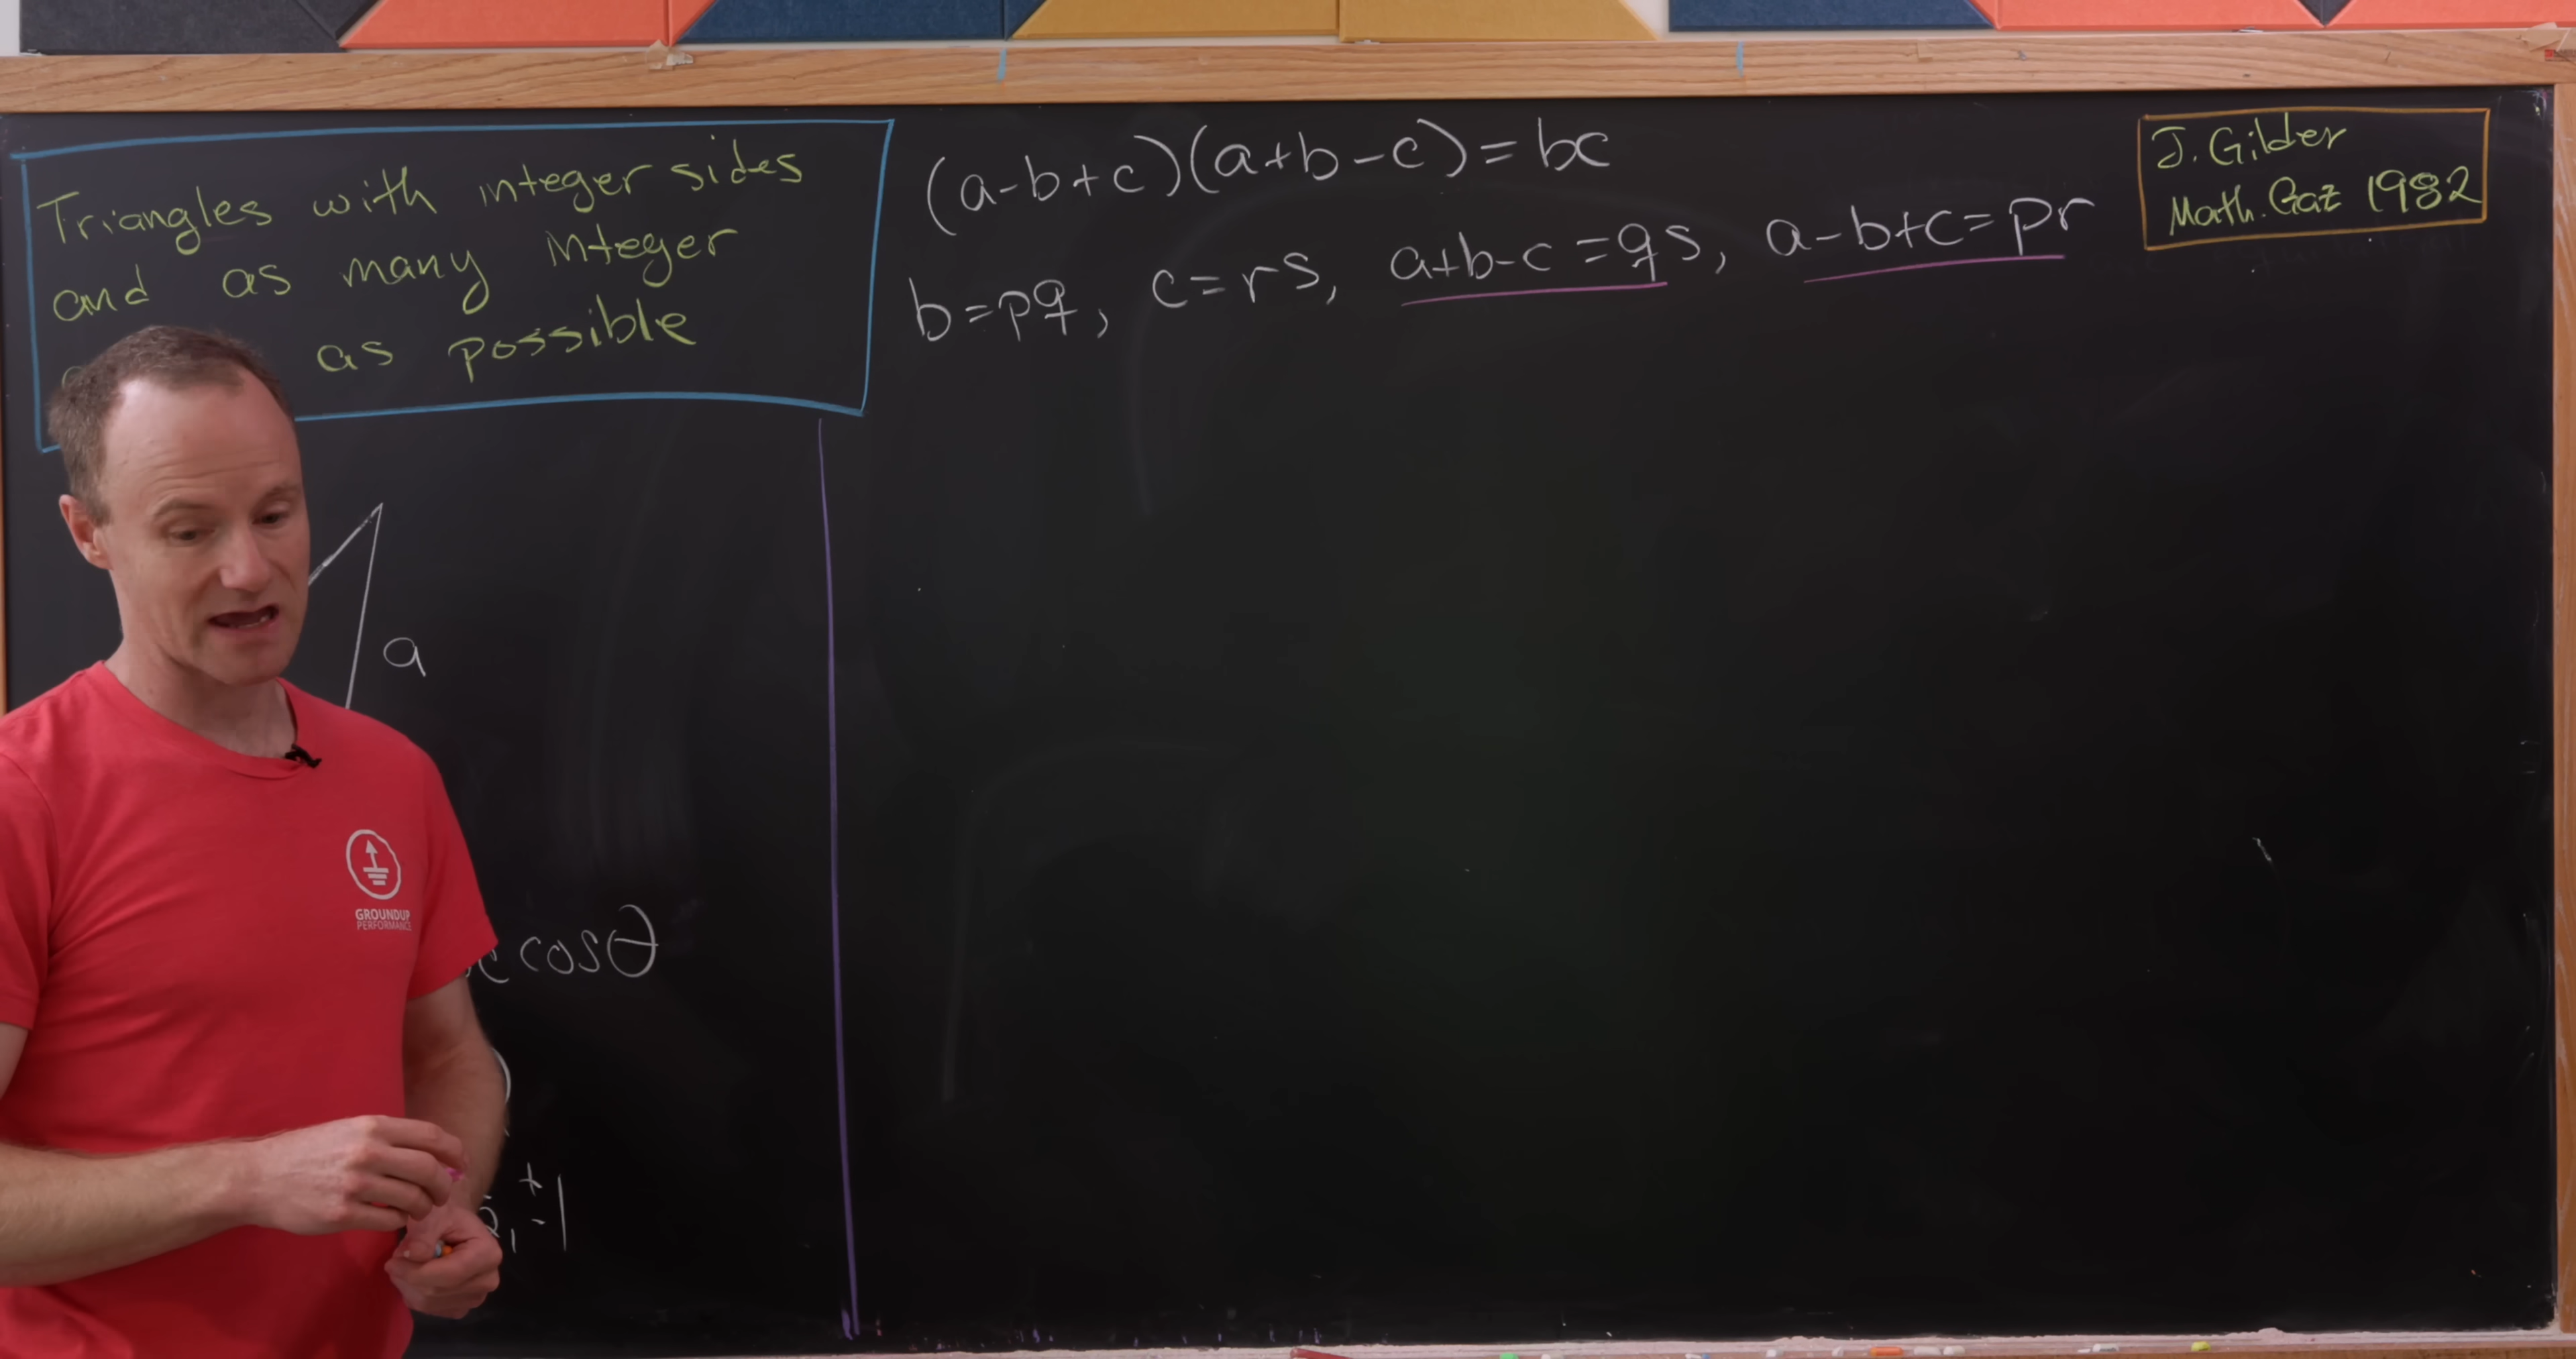 Triangles with integer sides
and as many integer
as possible
(a-b+c)(a+b-c)=bc
b=pq, c=rs, a+b-c=qs, a-b+c=pr
J. Gilder
Math. Gaz 1982
a
c cosθ
GROUNDUP
PERFORMANCE